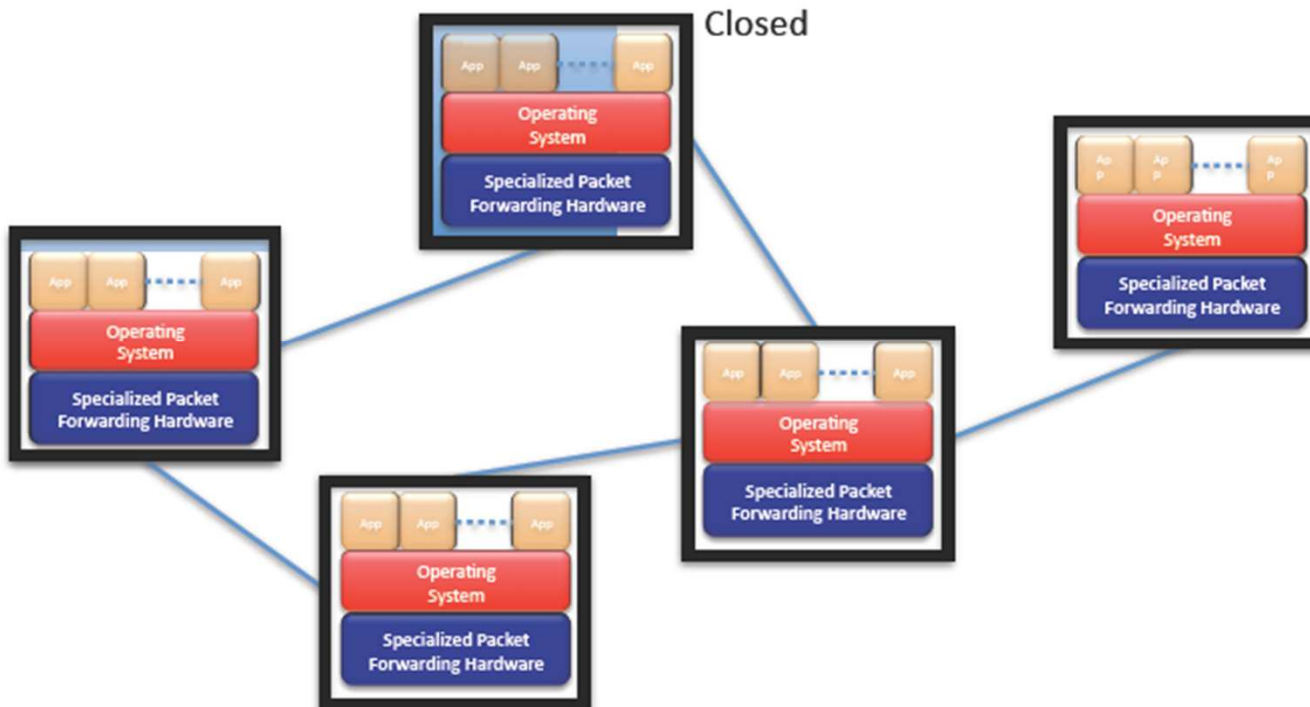 Closed
App App App
Operating
System
Specialized Packet
Forwarding Hardware
Ap
p Ap
p Ap
p
Operating
System
Specialized Packet
Forwarding Hardware
App App App
Operating
System
Specialized Packet
Forwarding Hardware
App App App
Operating
System
Specialized Packet
Forwarding Hardware
App App App
Operating
System
Specialized Packet
Forwarding Hardware